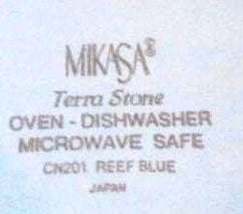 MIKASA®
Terra Stone
OVEN - DISHWASHER
MICROWAVE SAFE
CN201 REEF BLUE
JAPAN